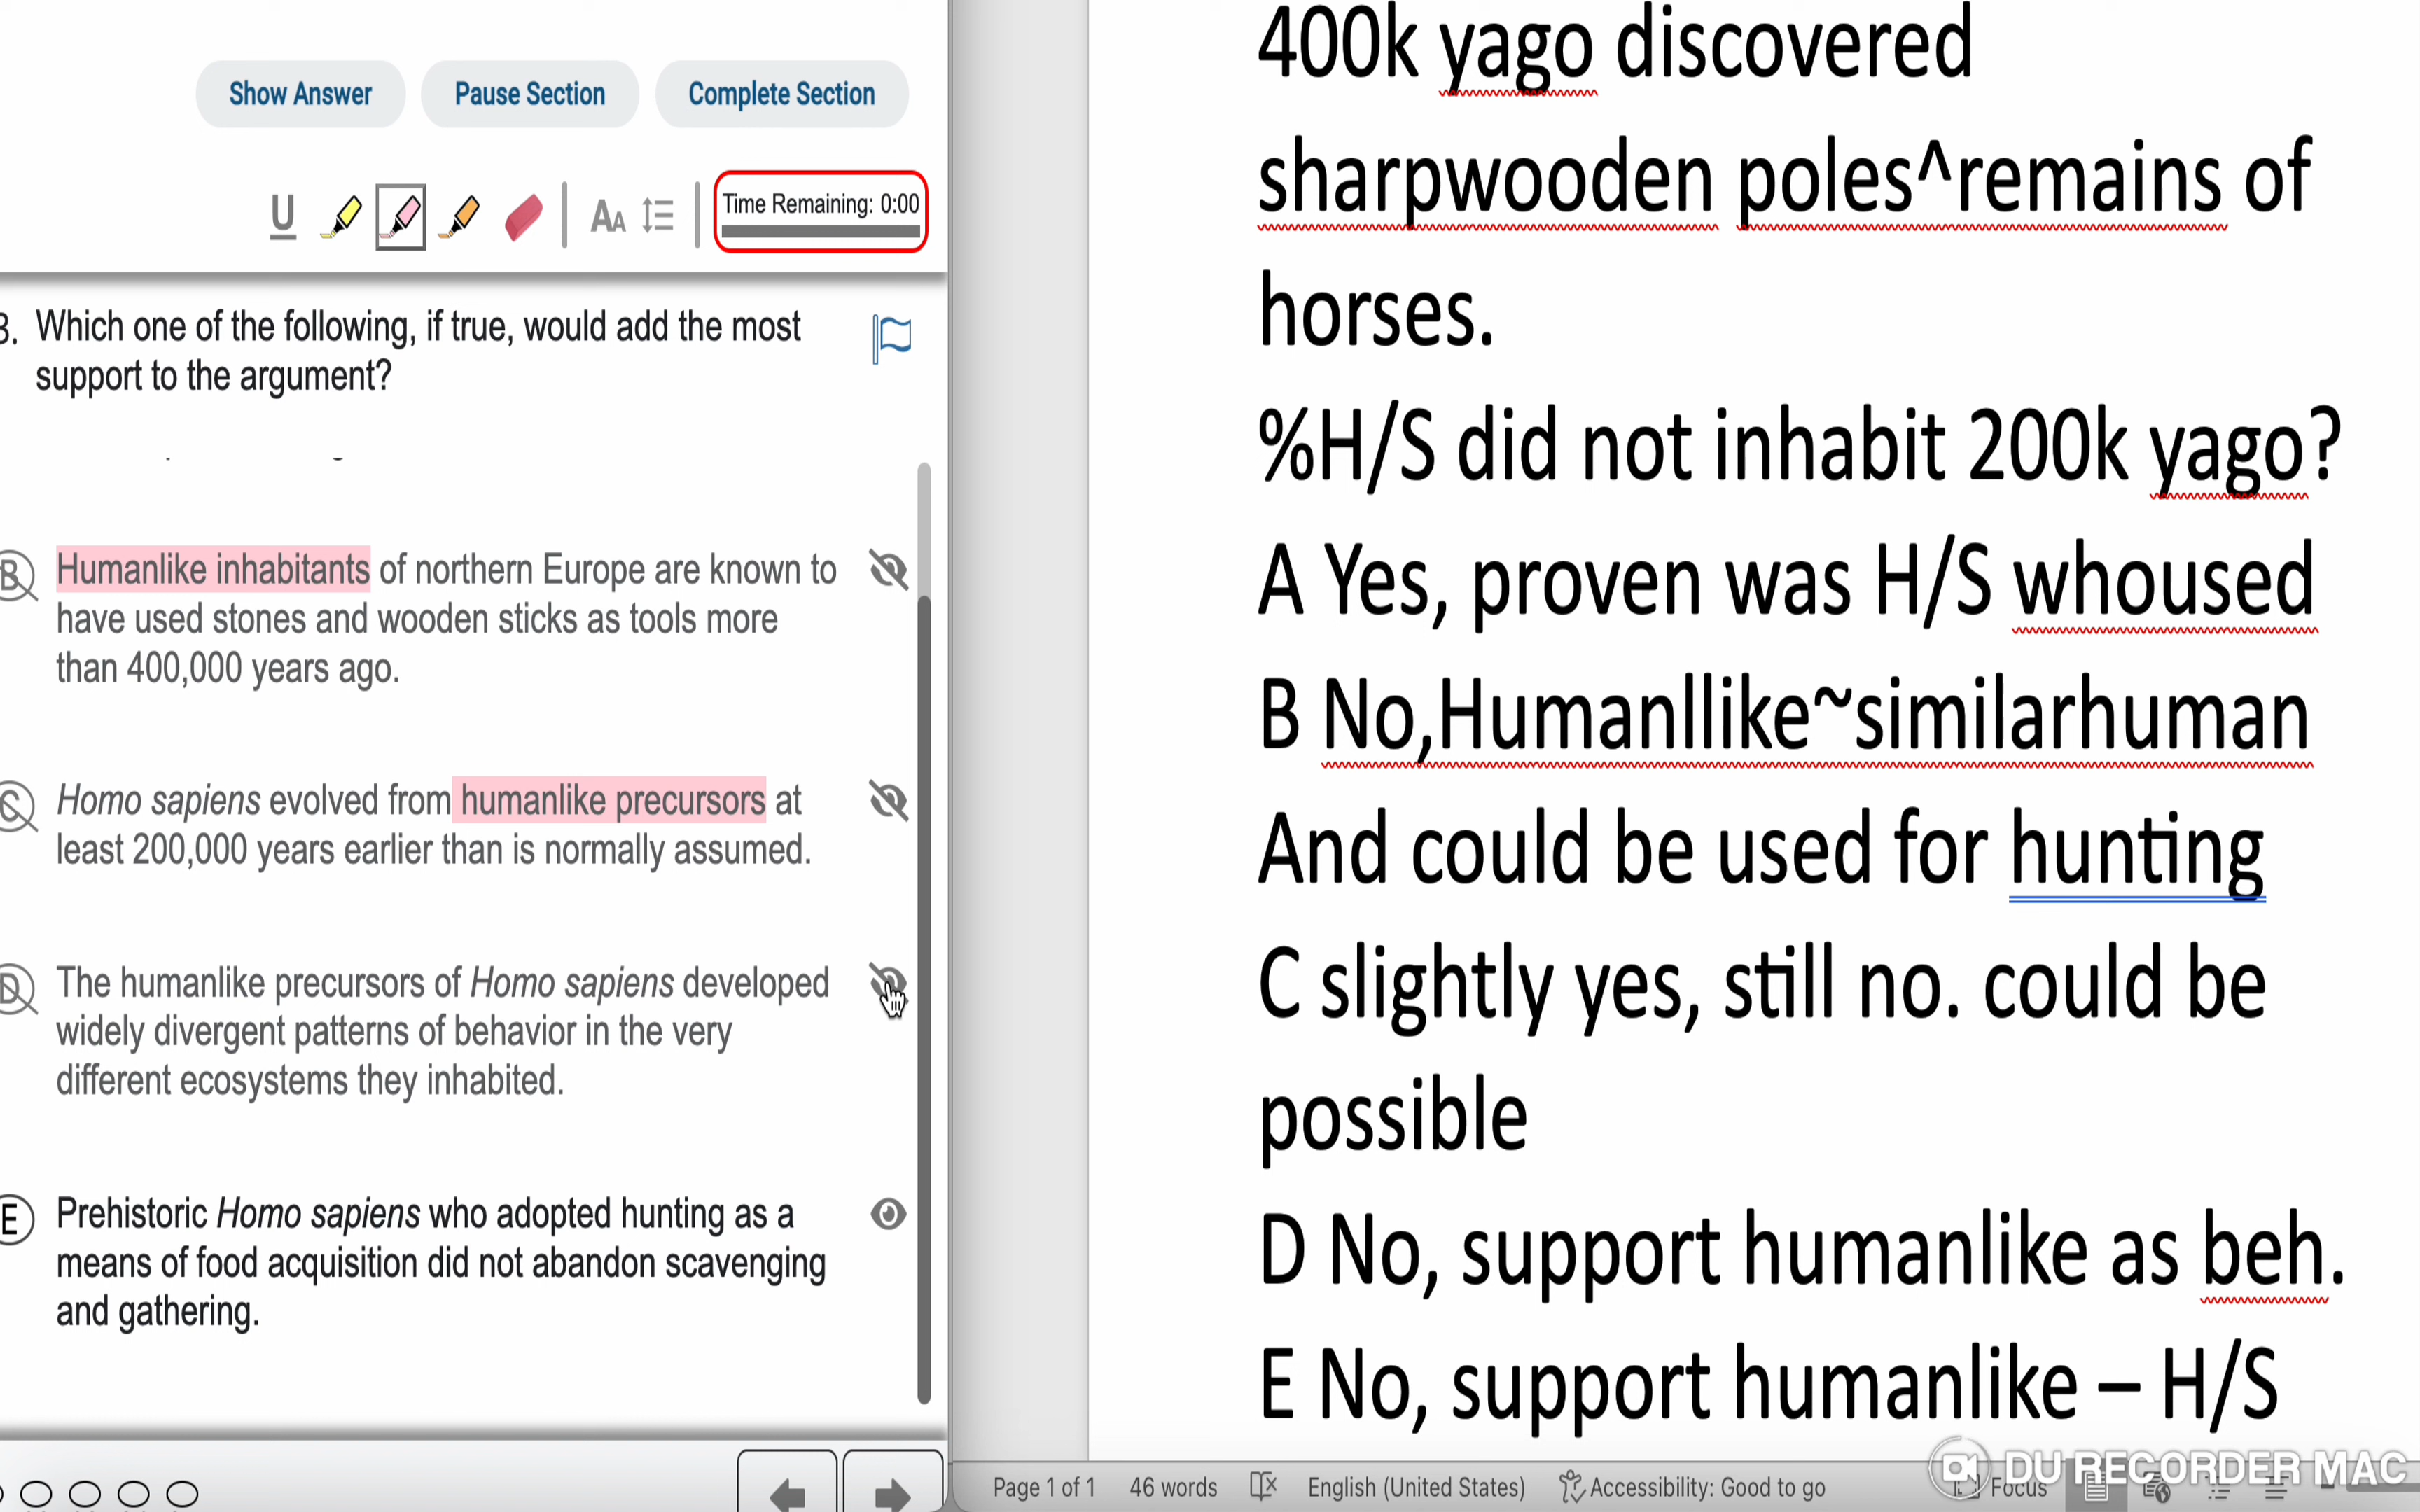 Show Answer
Pause Section
Complete Section
U
AA
Time Remaining: 0:00
3. Which one of the following, if true, would add the most
support to the argument?
B Humanlike inhabitants of northern Europe are known to
have used stones and wooden sticks as tools more
than 400,000 years ago.
C Homo sapiens evolved from humanlike precursors at
least 200,000 years earlier than is normally assumed.
D The humanlike precursors of Homo sapiens developed
widely divergent patterns of behavior in the very
different ecosystems they inhabited.
E Prehistoric Homo sapiens who adopted hunting as a
means of food acquisition did not abandon scavenging
and gathering.
400k yago discovered
sharpwooden poles^remains of
horses.
%H/S did not inhabit 200k yago?
A Yes, proven was H/S whoused
B No,Humanllike~similarhuman
And could be used for hunting
C slightly yes, still no. could be
possible
D No, support humanlike as beh.
E No, support humanlike – H/S
Page 1 of 1
46 words
English (United States)
Accessibility: Good to go
Focus
DU RECORDER MAC